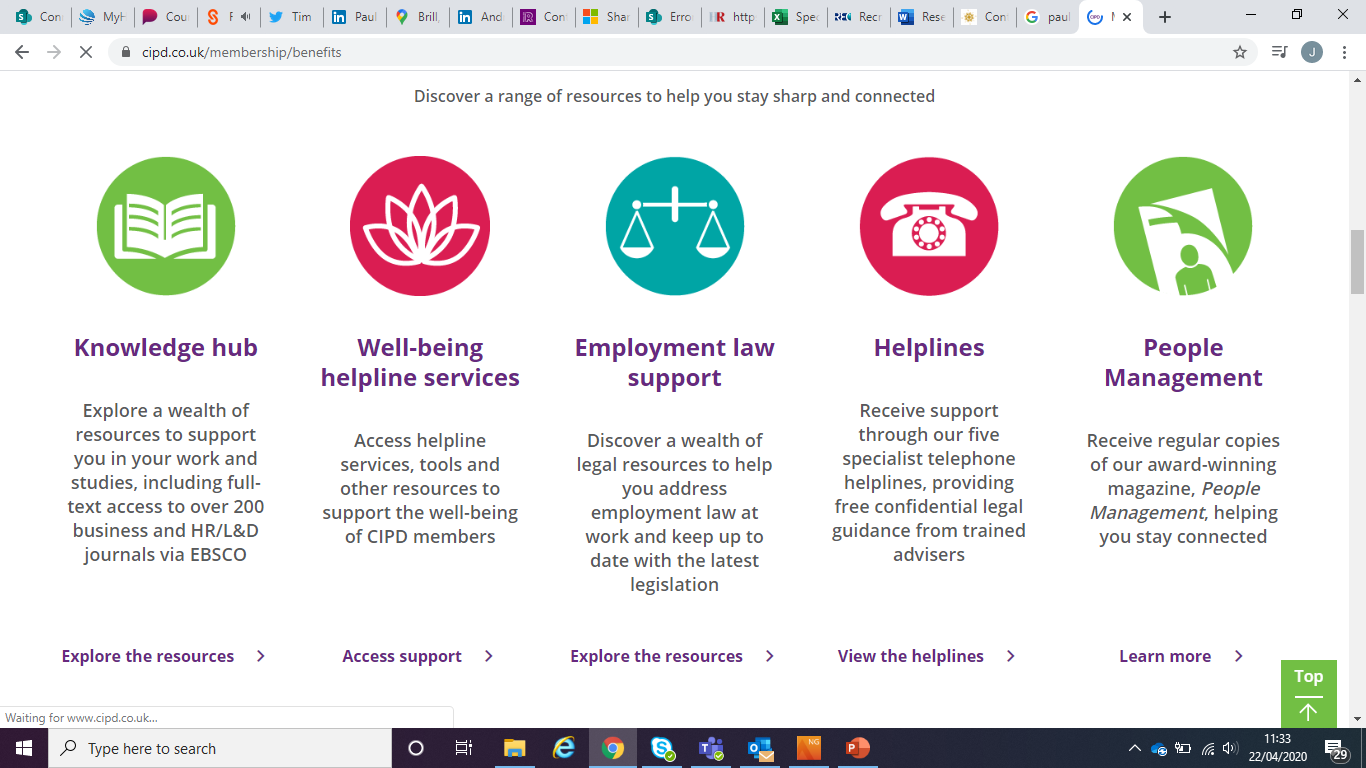 Con
MyH
Cou
F
Tim
Paul
Brill,
And
Con
Shar
Erro
http
Spec
Recr
Rese
Con
paul
cipd.co.uk/membership/benefits
J
Discover a range of resources to help you stay sharp and connected
Knowledge hub
Explore a wealth of
resources to support
you in your work and
studies, including full-
text access to over 200
business and HR/L&D
journals via EBSCO
Explore the resources
Well-being
helpline services
Access helpline
services, tools and
other resources to
support the well-being
of CIPD members
Access support
Employment law
support
Discover a wealth of
legal resources to help
you address
employment law at
work and keep up to
date with the latest
legislation
Explore the resources
Helplines
Receive support
through our five
specialist telephone
helplines, providing
free confidential legal
guidance from trained
advisers
View the helplines
People
Management
Receive regular copies
of our award-winning
magazine, People
Management, helping
you stay connected
Learn more
Top
Waiting for www.cipd.co.uk...
Type here to search
NG
11:33
22/04/2020
29